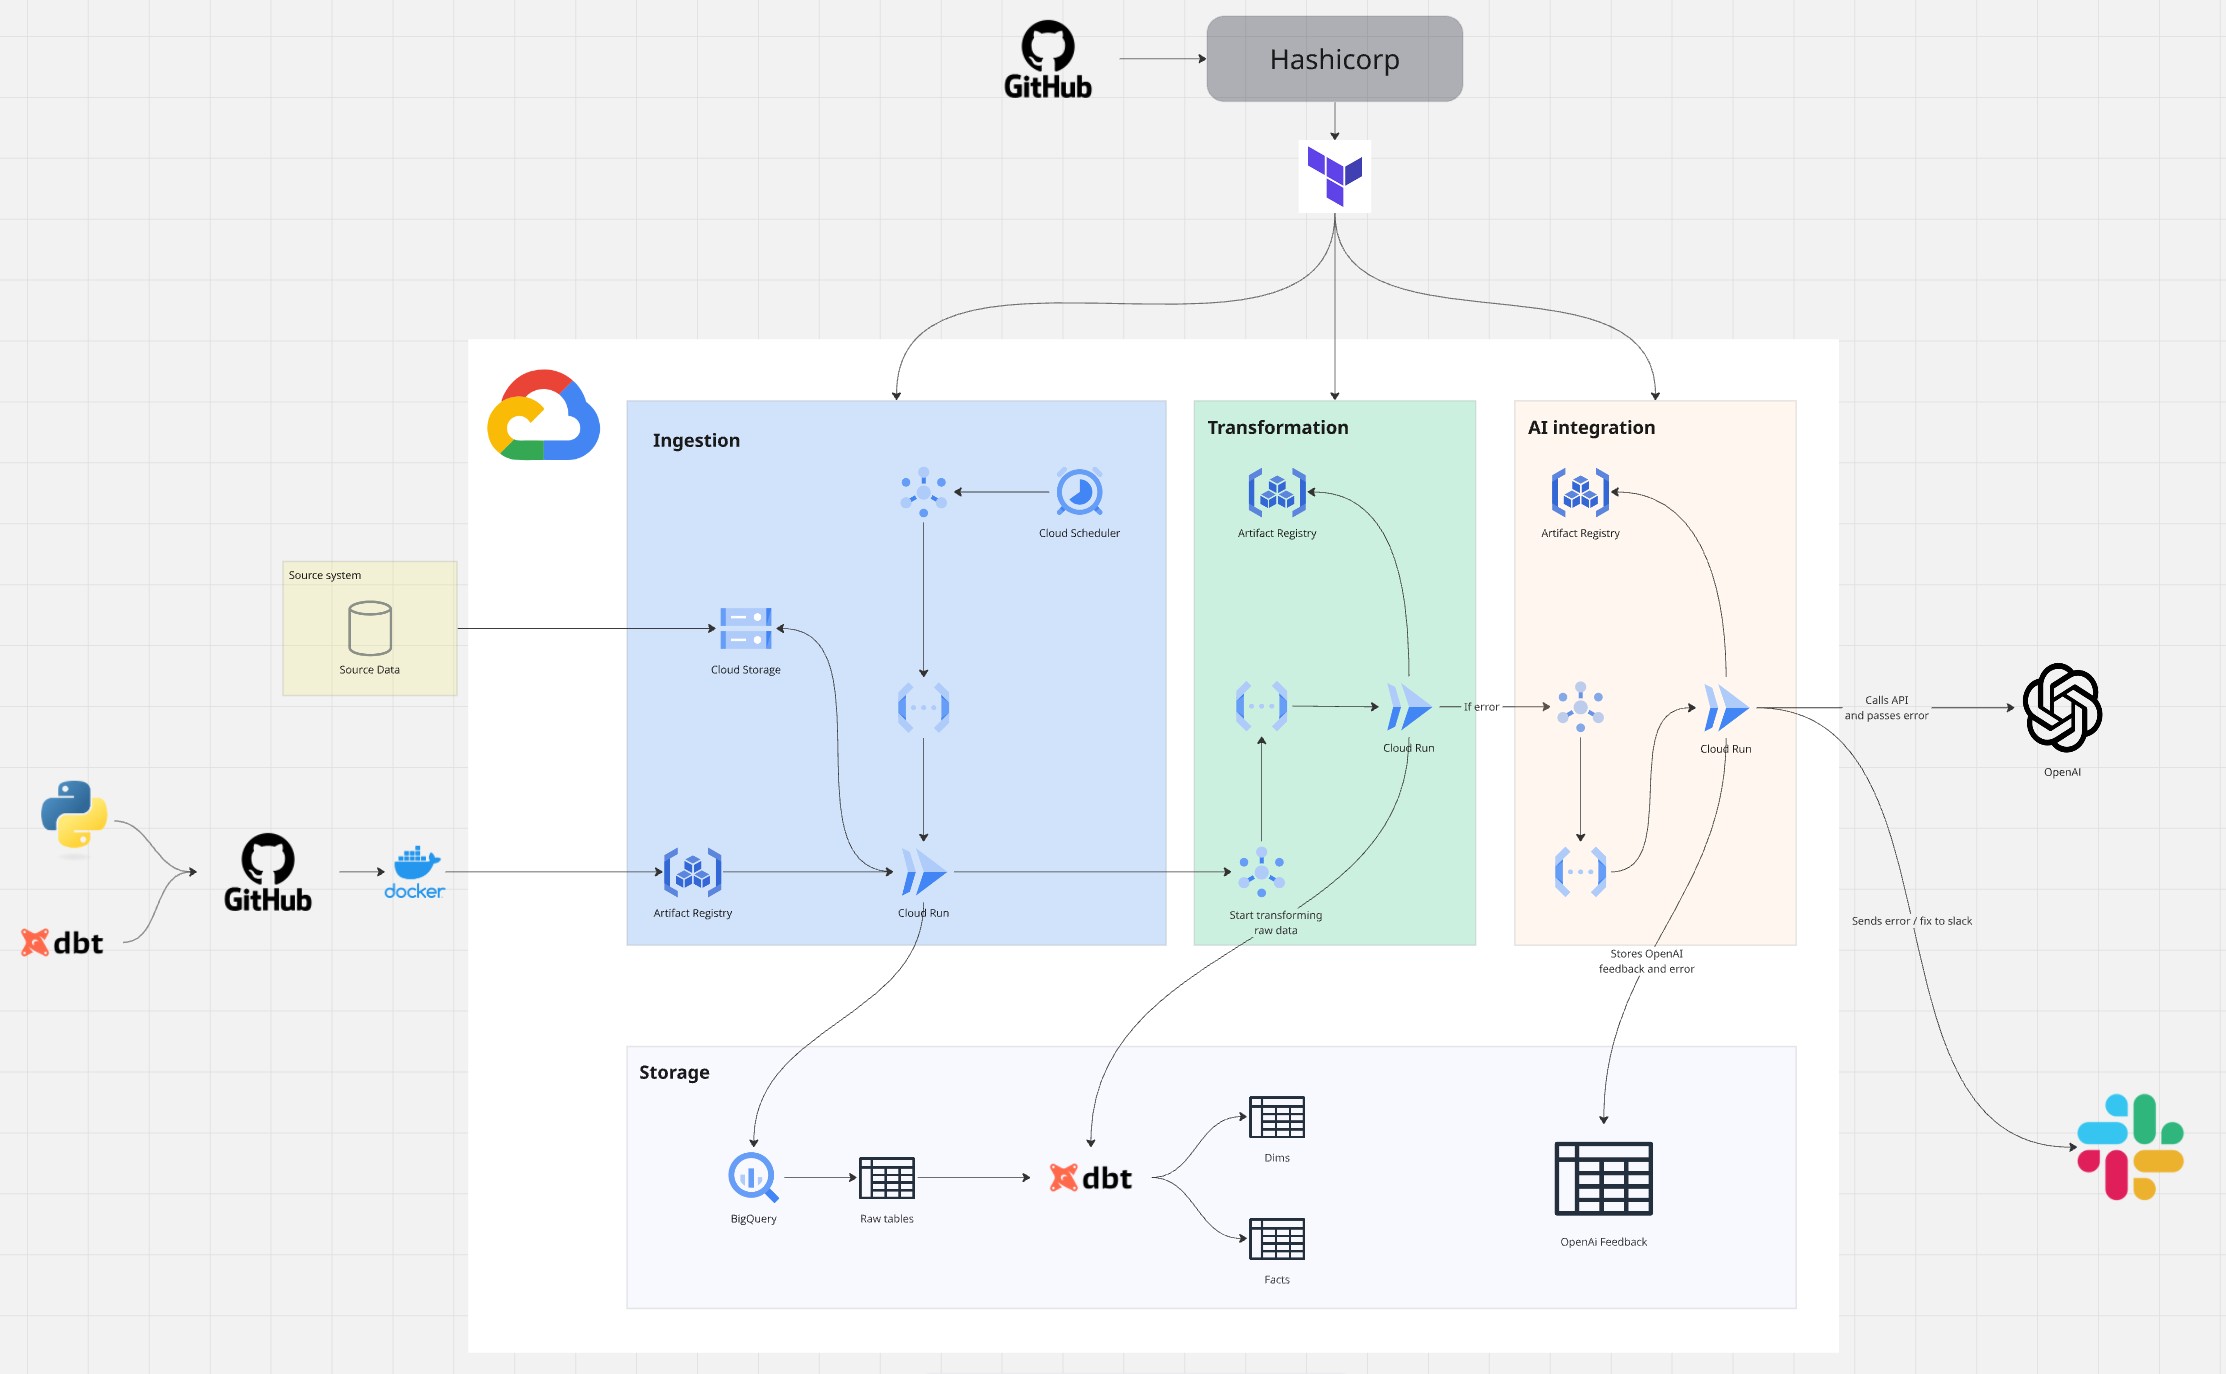 GitHub
Hashicorp
Ingestion
Transformation
AI integration
Cloud Scheduler
Artifact Registry
Artifact Registry
Source system
Source Data
Cloud Storage
If error
Cloud Run
Cloud Run
Calls API
and passes error
OpenAI
GitHub
docker
dbt
Artifact Registry
Cloud Run
Start transforming
raw data
Sends error / fix to slack
Stores OpenAI
feedback and error
Storage
BigQuery
Raw tables
dbt
Dims
Facts
OpenAi Feedback